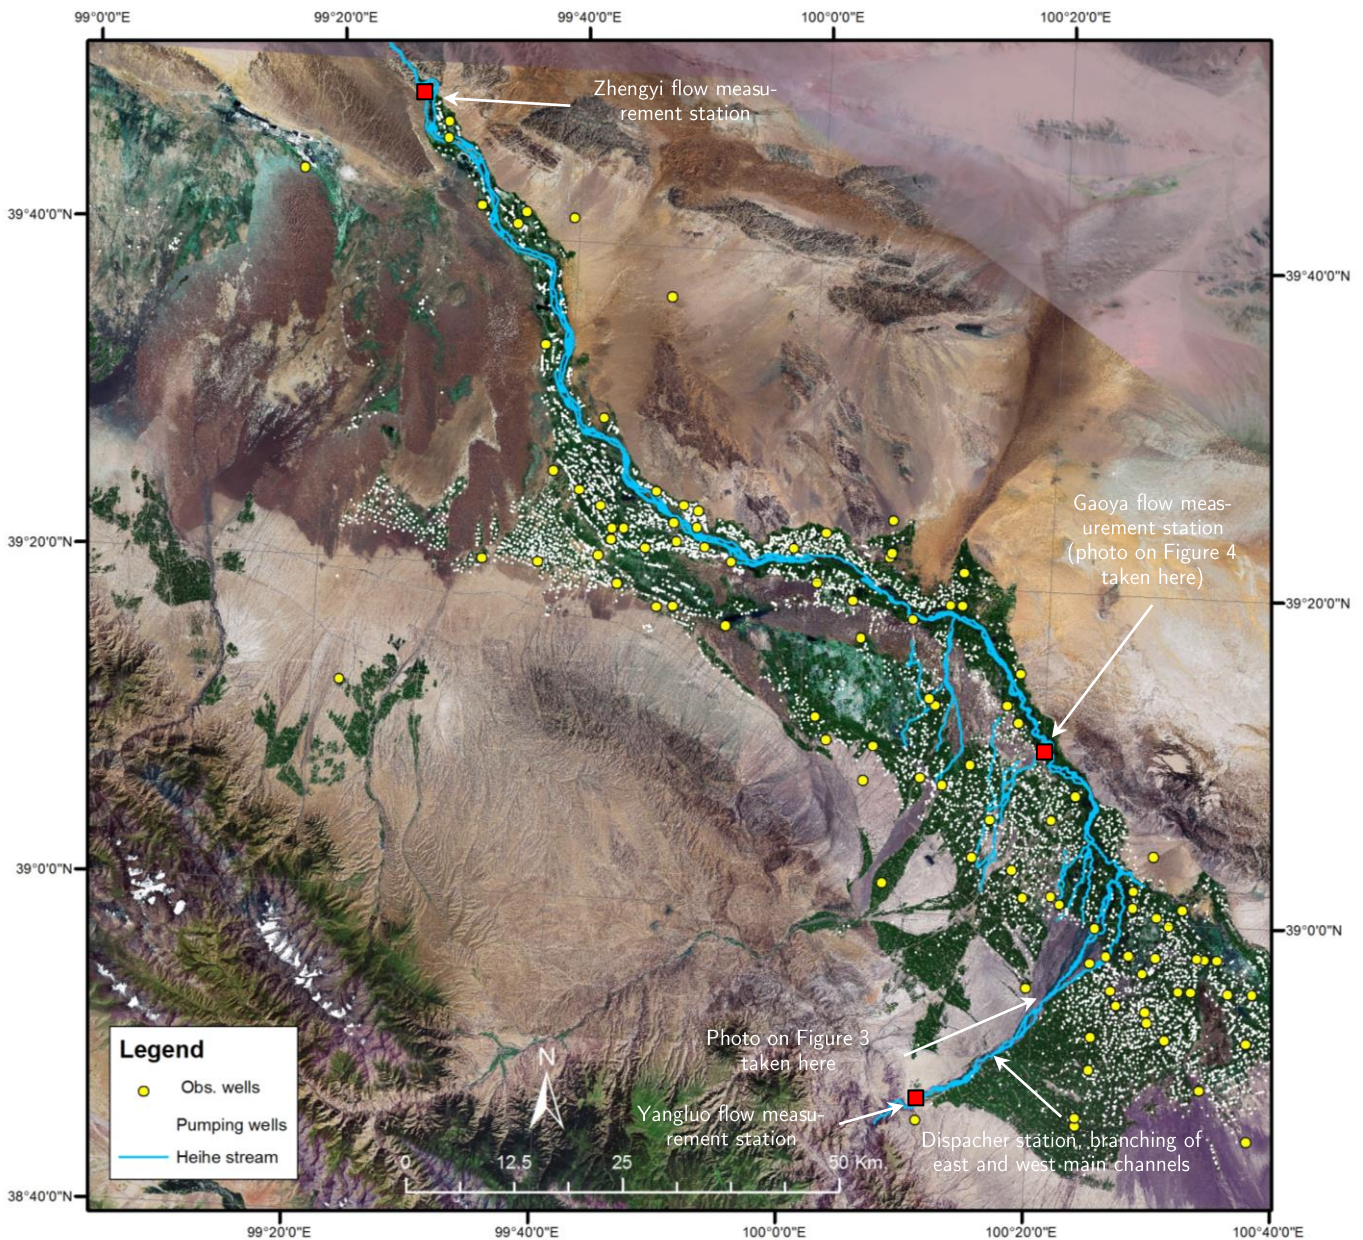 99°0'0"E 99°20'0"E 99°40'0"E 100°0'0"E 100°20'0"E
Zhengyi flow measu-
rement station
39°40'0"N
39°40'0"N
Gaoya flow meas-
urement station
(photo on Figure 4
taken here)
39°20'0"N
39°20'0"N
39°0'0"N
39°0'0"N
Photo on Figure 3
taken here
Yangluo flow measu-
rement station
Dispacher station, branching of
east and west main channels
Legend
Obs. wells
Pumping wells
Heihe stream
N
0 12.5 25 50 Km
38°40'0"N
99°20'0"E 99°40'0"E 100°0'0"E 100°20'0"E 100°40'0"E